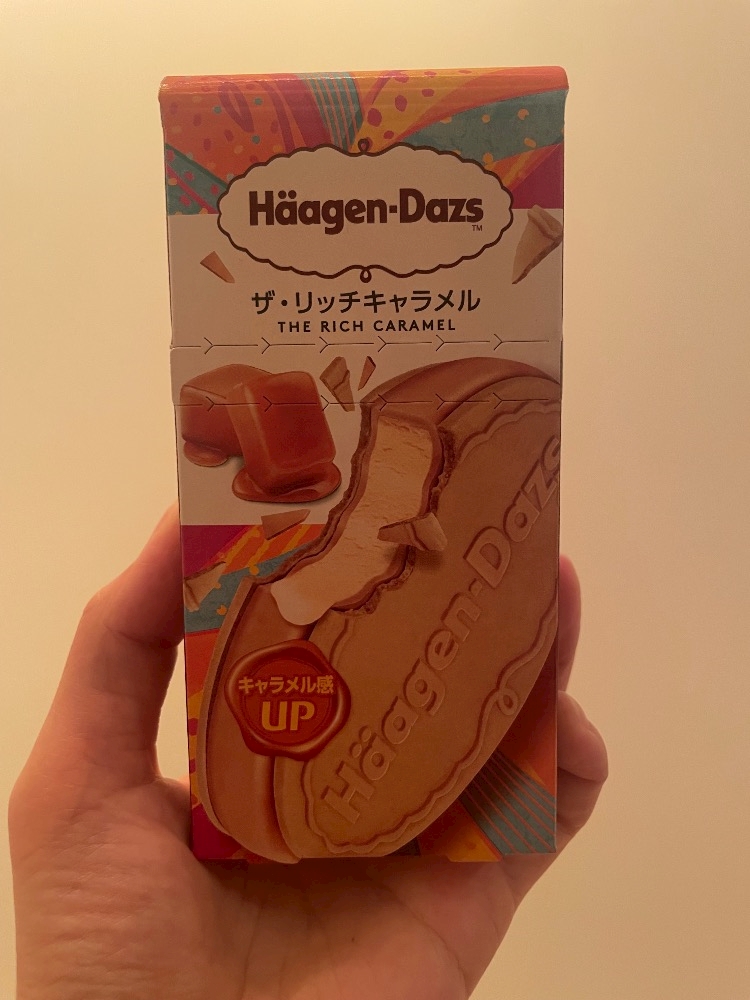 Häagen-Dazs
TM
ザ・リッチキャラメル
THE RICH CARAMEL
Häagen-Dazs
キャラメル感
UP